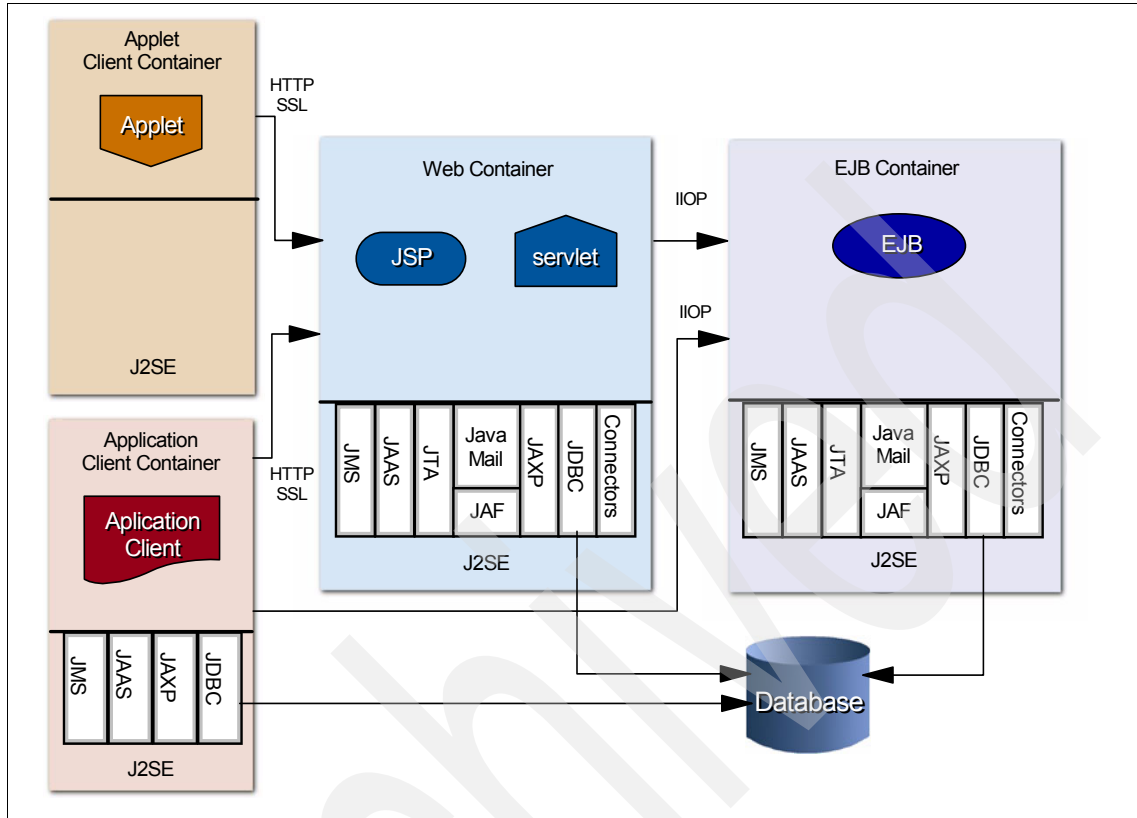 Applet
Client Container
Applet
J2SE
HTTP
SSL
Application
Client Container
Aplication
Client
JMS
JAAS
JAXP
JDBC
J2SE
HTTP
SSL
Web Container
JSP
servlet
JMS
JAAS
JTA
Java
Mail
JAF
JAXP
JDBC
Connectors
J2SE
IIOP
IIOP
EJB Container
EJB
JMS
JAAS
JTA
Java
Mail
JAF
JAXP
JDBC
Connectors
J2SE
Database